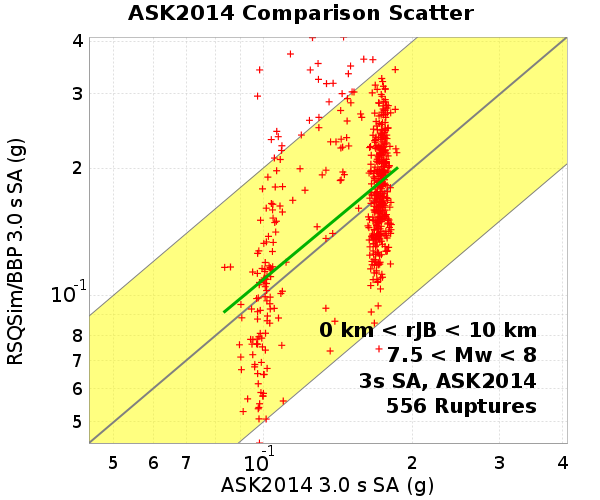 ASK2014 Comparison Scatter
RSQSim/BBP 3.0 s SA (g)
4
3
2
10^-1
8
7
6
5
0 km < rJB < 10 km
7.5 < Mw < 8
3s SA, ASK2014
556 Ruptures
5 6 7 10^-1 2 3 4
ASK2014 3.0 s SA (g)